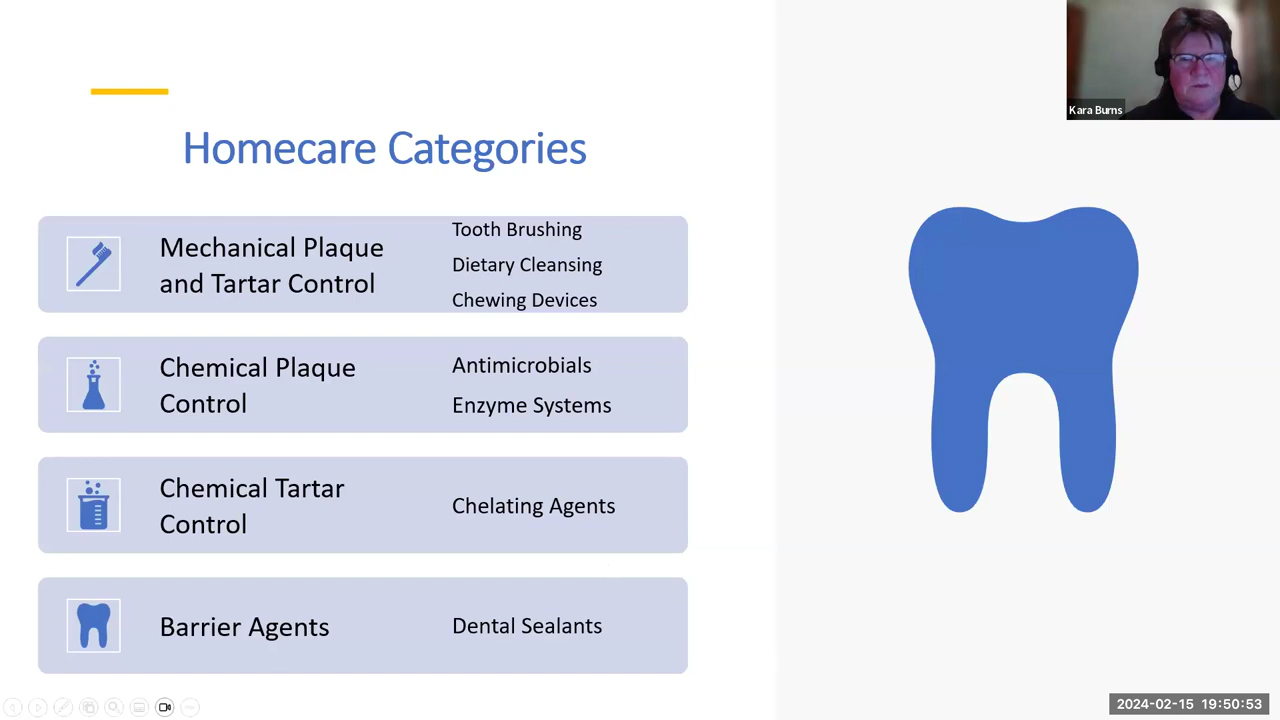 Homecare Categories
Mechanical Plaque
and Tartar Control
Tooth Brushing
Dietary Cleansing
Chewing Devices
Chemical Plaque
Control
Antimicrobials
Enzyme Systems
Chemical Tartar
Control
Chelating Agents
Barrier Agents
Dental Sealants
Kara Burns
2024-02-15 19:50:53